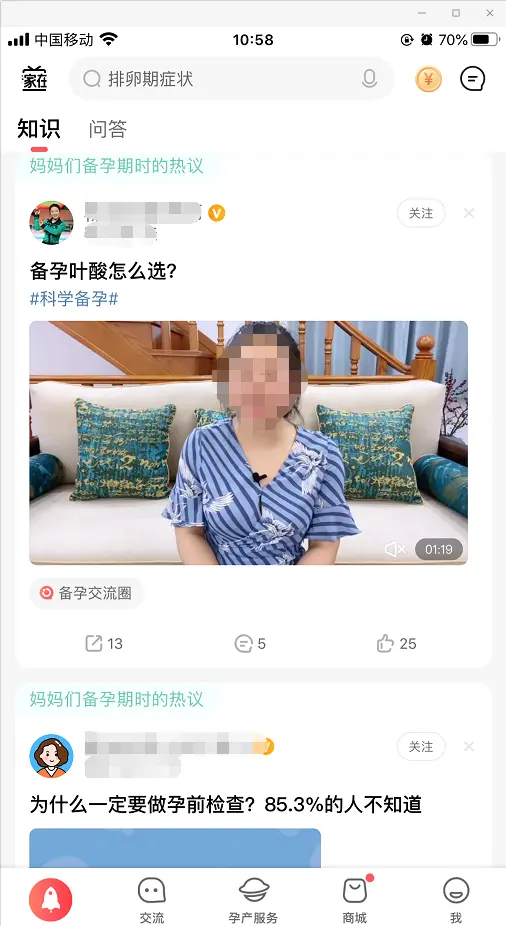 中国移动
10:58
70%
家在
排卵期症状
¥
知识
问答
妈妈们备孕期时的热议
V
关注
备孕叶酸怎么选？
#科学备孕#
01:19
备孕交流圈
13
5
25
妈妈们备孕期时的热议
关注
为什么一定要做孕前检查？85.3%的人不知道
交流
孕产服务
商城
我